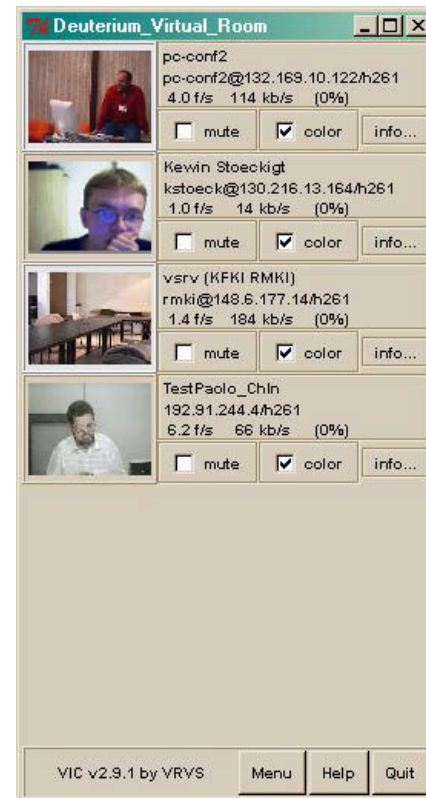 Deuterium_Virtual_Room
pc-conf2
pc-conf2@132.169.10.122/h261
4.0 f/s 114 kb/s (0%)
mute color info...
Kewin Stoeckigt
kstoeck@130.216.13.164/h261
1.0 f/s 14 kb/s (0%)
mute color info...
vsrv (KFKI RMKI)
rmki@148.6.177.14/h261
1.4 f/s 184 kb/s (0%)
mute color info...
TestPaolo_ChIn
192.91.244.4/h261
6.2 f/s 66 kb/s (0%)
mute color info...
VIC v2.9.1 by VRVS Menu Help Quit